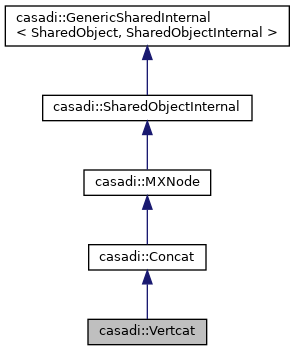 casadi::GenericSharedInternal
< SharedObject, SharedObjectInternal >
casadi::SharedObjectInternal
casadi::MXNode
casadi::Concat
casadi::Vertcat